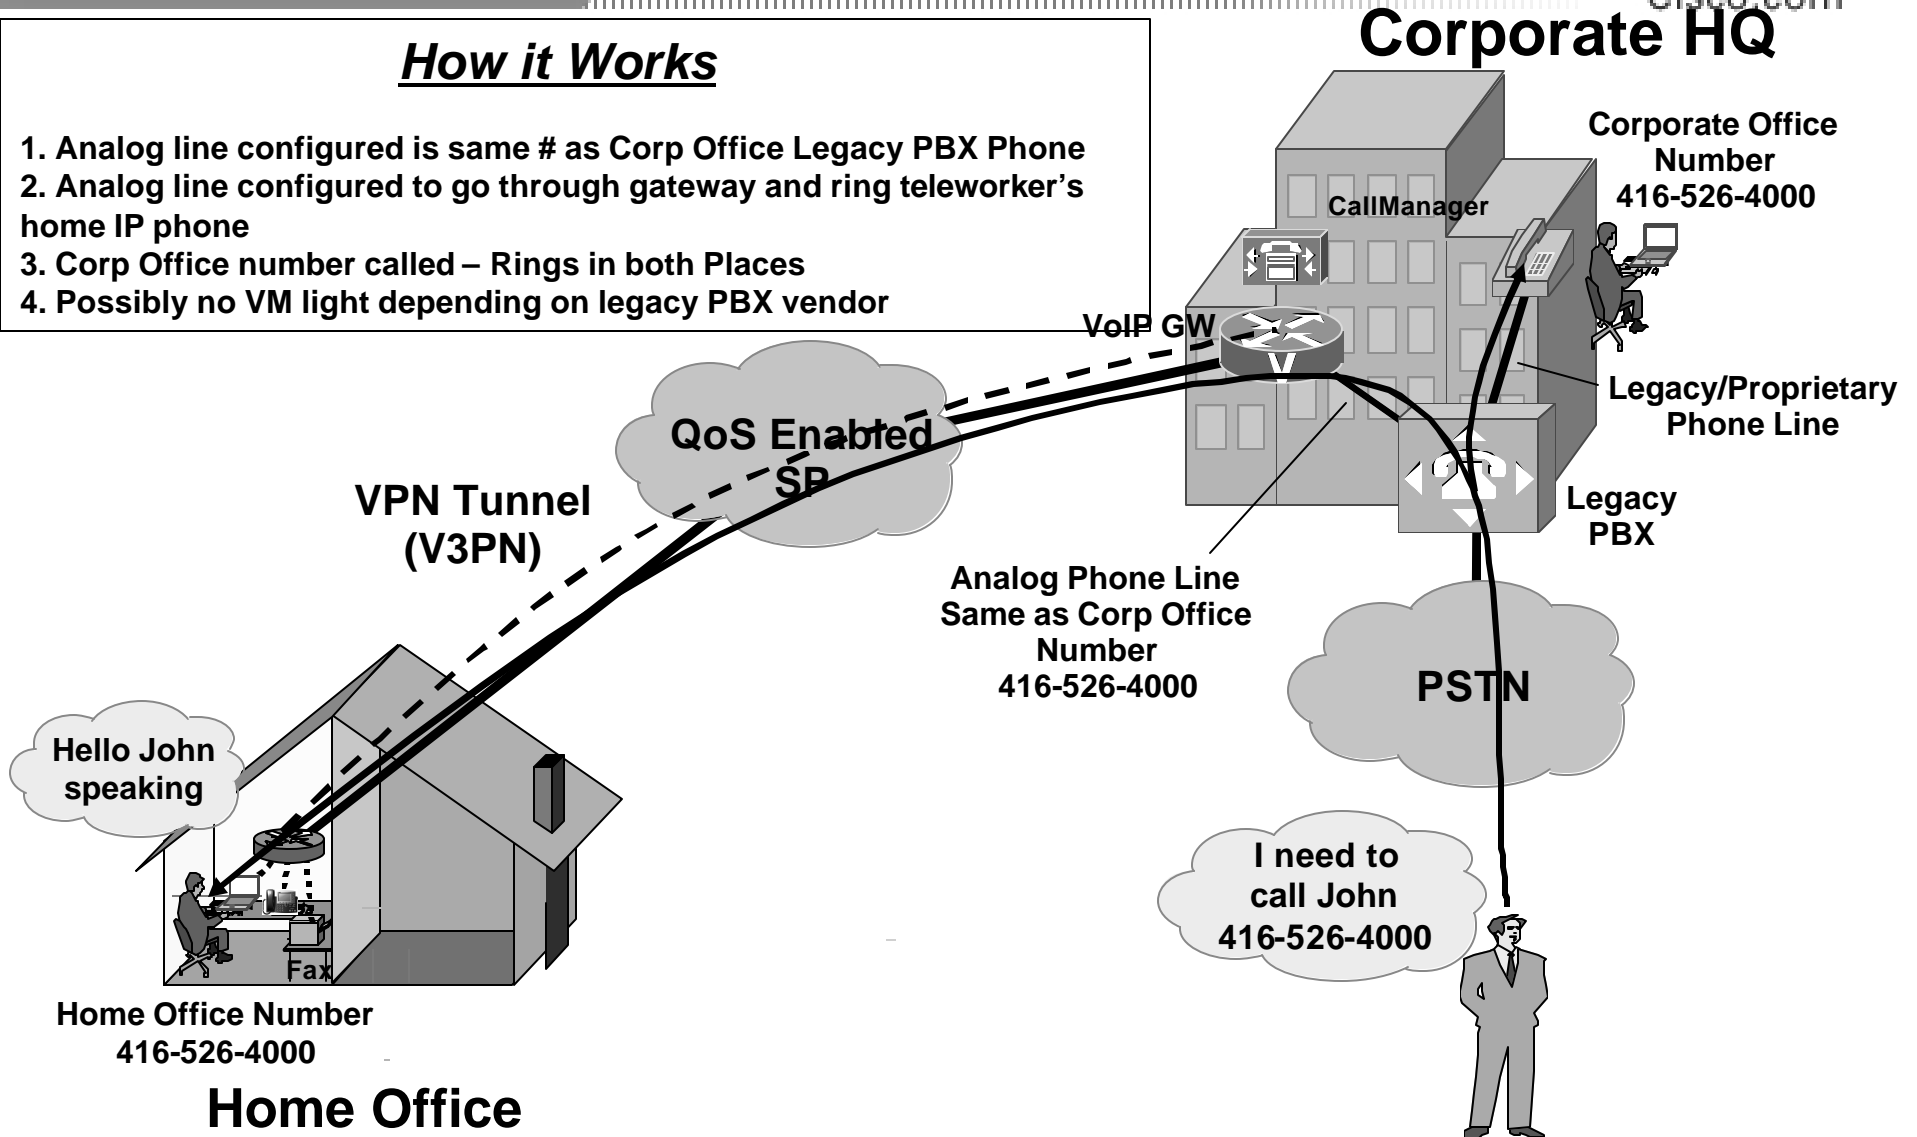 Corporate HQ
How it Works
1. Analog line configured is same # as Corp Office Legacy PBX Phone
2. Analog line configured to go through gateway and ring teleworker's
home IP phone
3. Corp Office number called – Rings in both Places
4. Possibly no VM light depending on legacy PBX vendor
Corporate Office
Number
416-526-4000
CallManager
VoIP GW
V
Legacy/Proprietary
Phone Line
QoS Enabled
SP
VPN Tunnel
(V3PN)
Legacy
PBX
Analog Phone Line
Same as Corp Office
Number
416-526-4000
PSTN
Hello John
speaking
I need to
call John
416-526-4000
Fax
Home Office Number
416-526-4000
Home Office